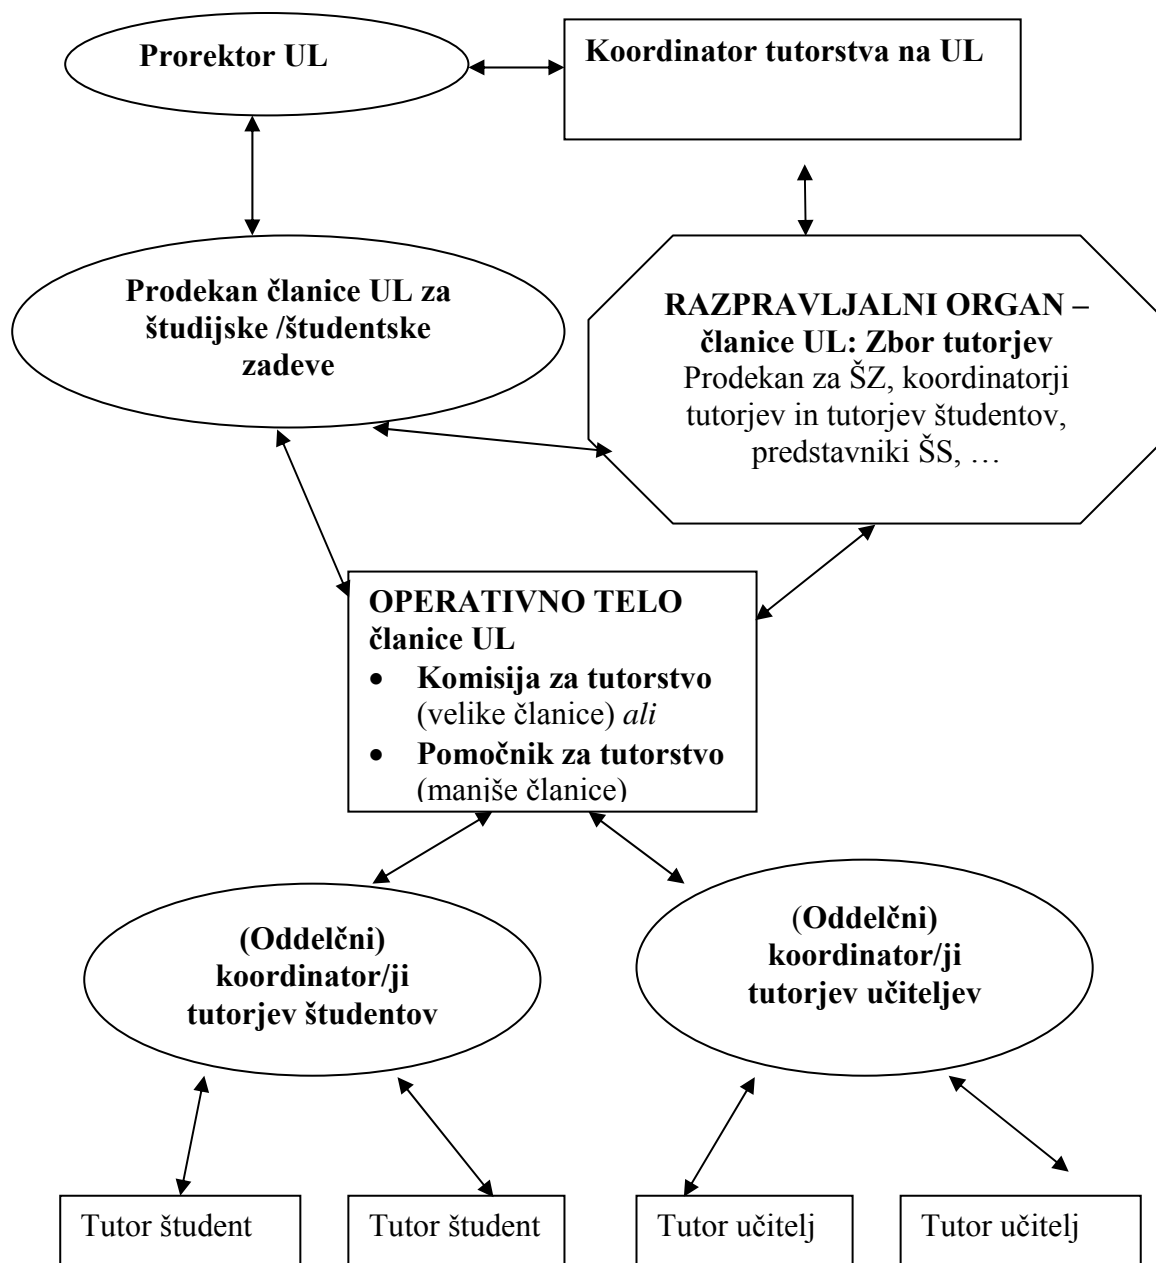 Prorektor UL
Koordinator tutorstva na UL
Prodekan članice UL za
študijske /študentske
zadeve
RAZPRAVLJALNI ORGAN –
članice UL: Zbor tutorjev
Prodekan za ŠZ, koordinatorji
tutorjev in tutorjev študentov,
predstavniki ŠS, …
OPERATIVNO TELO
članice UL
• Komisija za tutorstvo
(velike članice) ali
• Pomočnik za tutorstvo
(manjše članice)
(Oddelčni)
koordinator/ji
tutorjev študentov
(Oddelčni)
koordinator/ji
tutorjev učiteljev
Tutor študent
Tutor študent
Tutor učitelj
Tutor učitelj